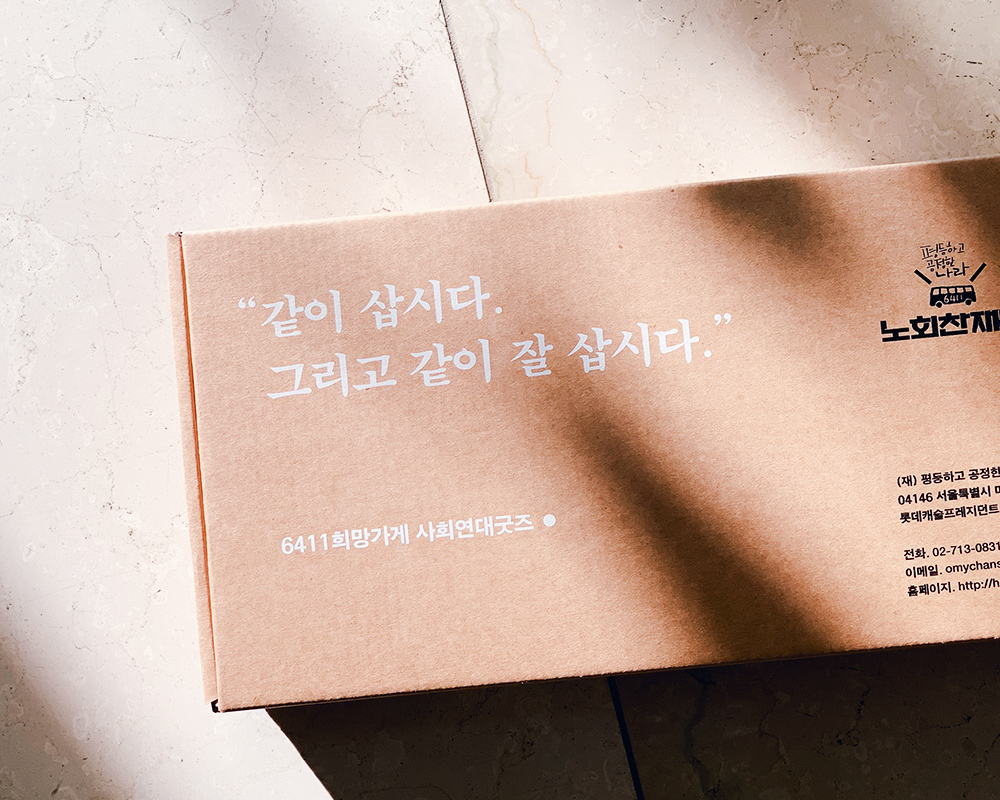 “같이 삽시다.
그리고 같이 잘 삽시다.”
6411희망가게 사회연대굿즈
평등하고
공정한
나라
6411
노회찬재
(재) 평등하고 공정한
04146 서울특별시
롯데캐슬프레지던트
전화. 02-713-0831
이메일. omychans
홈페이지. http://h